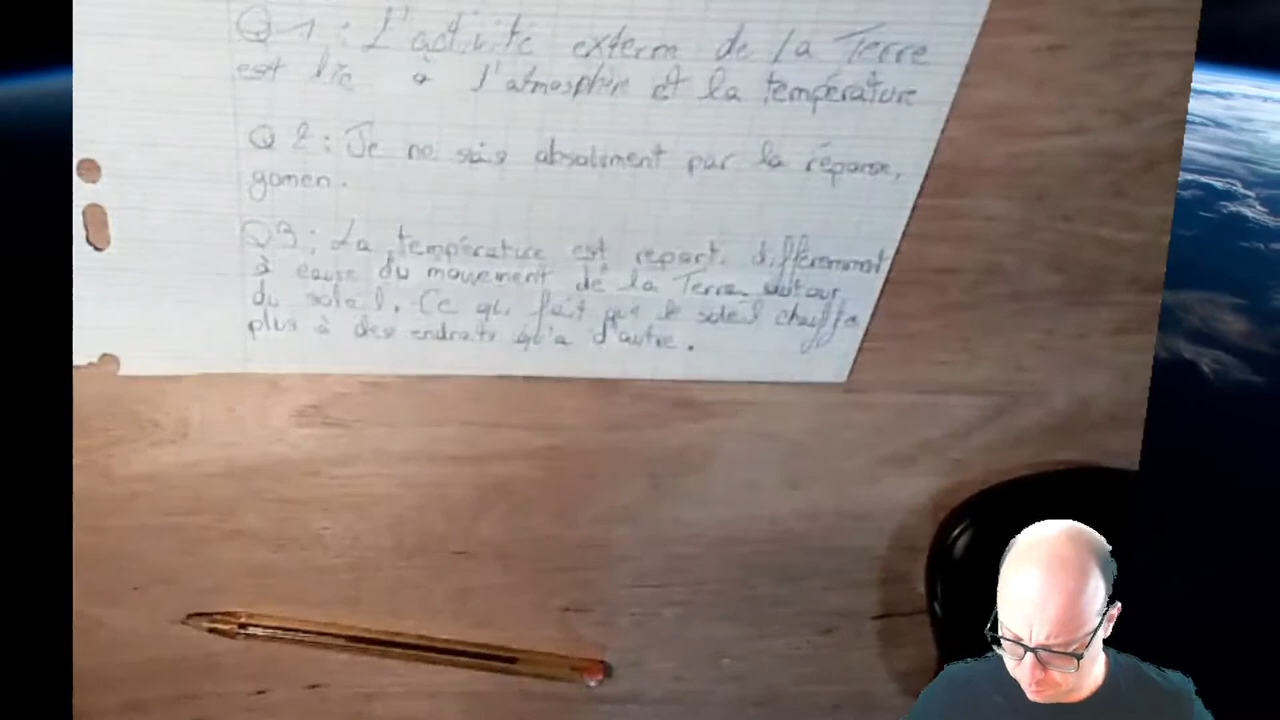 Q1 : L'activité externe de la Terre
est liée à l'atmosphère et la température
Q2 : Je ne sais absolument par la réponse,
gomen.
Q3 : La température est reparti différemment
à cause du mouvement de la Terre autour
du soleil. Ce qui fait que le soleil chauffe
plus à des endroits qu'a d'autre.